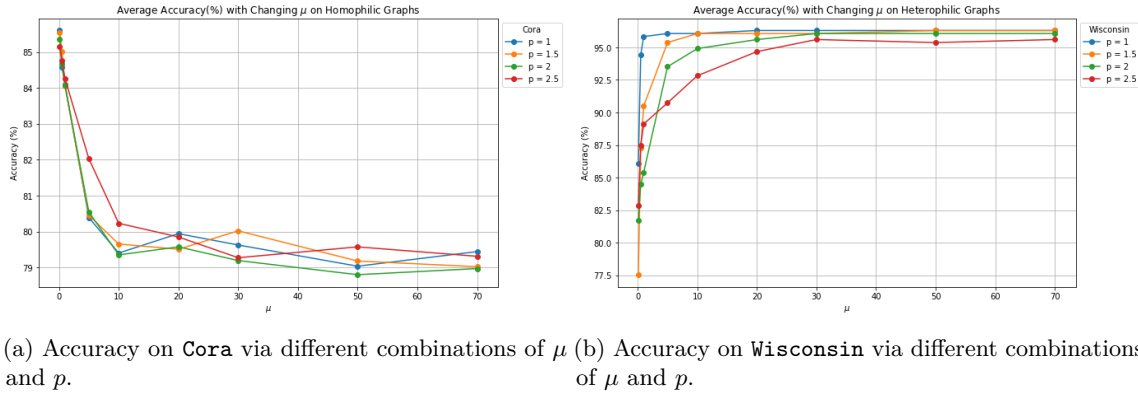 Average Accuracy(%) with Changing μ on Homophilic Graphs
Accuracy (%)
85
84
83
82
81
80
79
0 10 20 30 40 50 60 70
μ
Cora
p = 1
p = 1.5
p = 2
p = 2.5
Average Accuracy(%) with Changing μ on Heterophilic Graphs
Accuracy (%)
95.0
92.5
90.0
87.5
85.0
82.5
80.0
77.5
0 10 20 30 40 50 60 70
μ
Wisconsin
p = 1
p = 1.5
p = 2
p = 2.5
(a) Accuracy on Cora via different combinations of μ
and p.
(b) Accuracy on Wisconsin via different combinations
of μ and p.